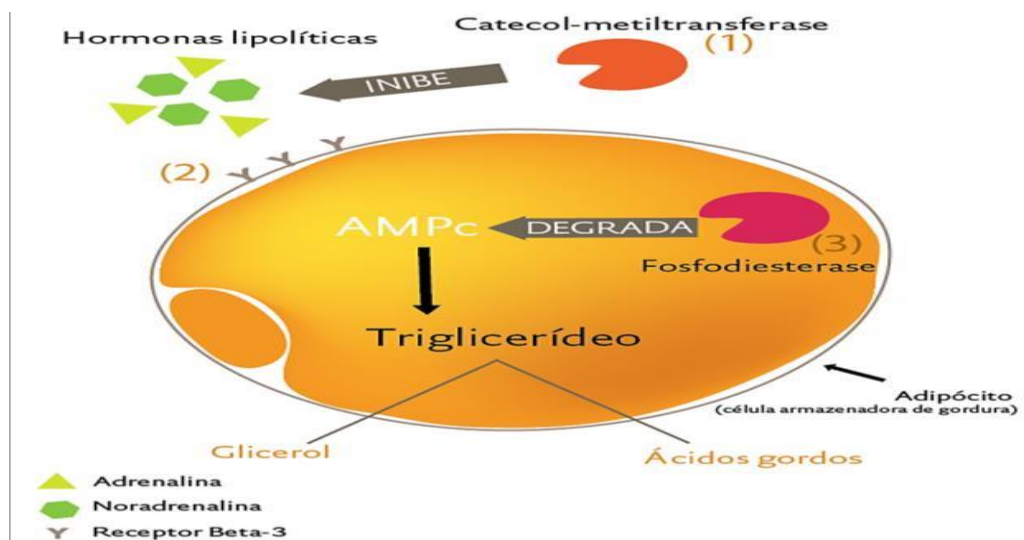 Catecol-metiltransferase
(1)
Hormonas lipolíticas
INIBE
(2)
AMPc
DEGRADA
(3)
Fosfodiesterase
Triglicerídeo
Adipócito
(célula armazenadora de gordura)
Glicerol
Ácidos gordos
Adrenalina
Noradrenalina
Receptor Beta-3